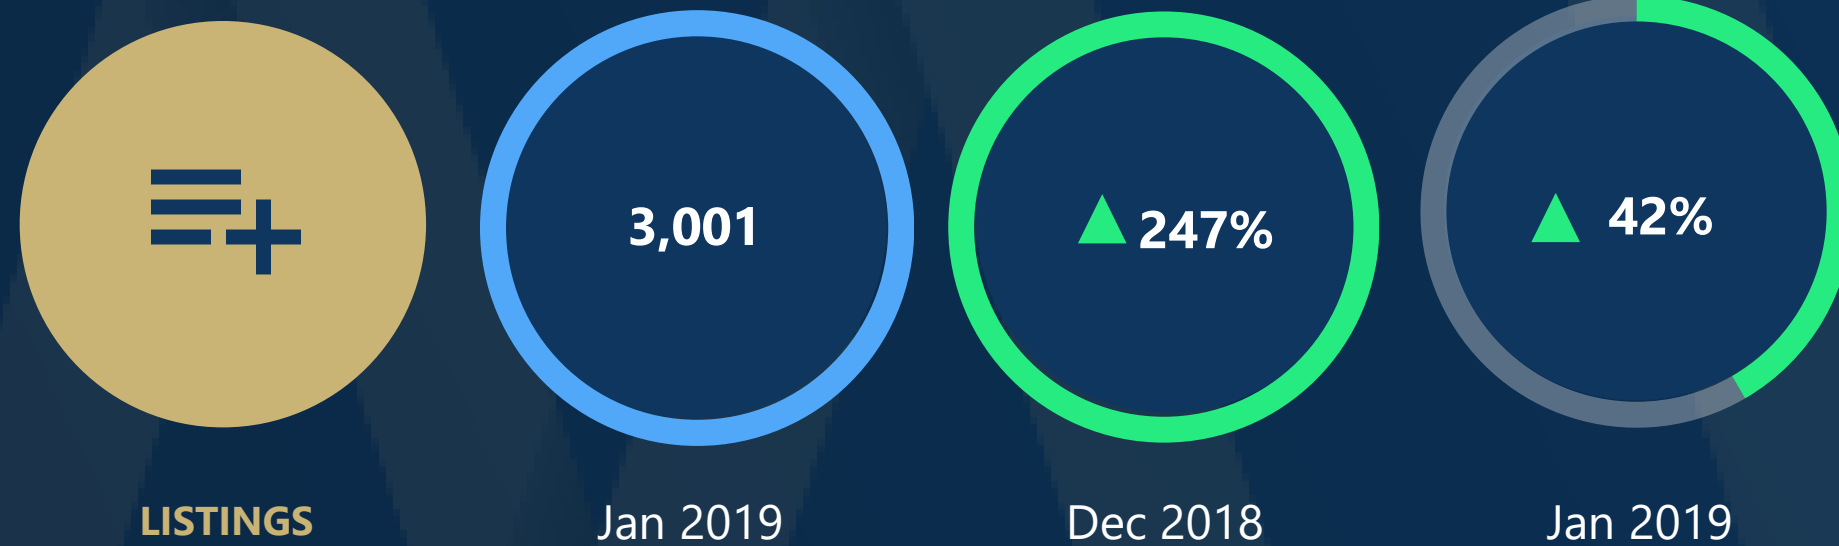 3,001
▲ 247%
▲ 42%
LISTINGS
Jan 2019
Dec 2018
Jan 2019